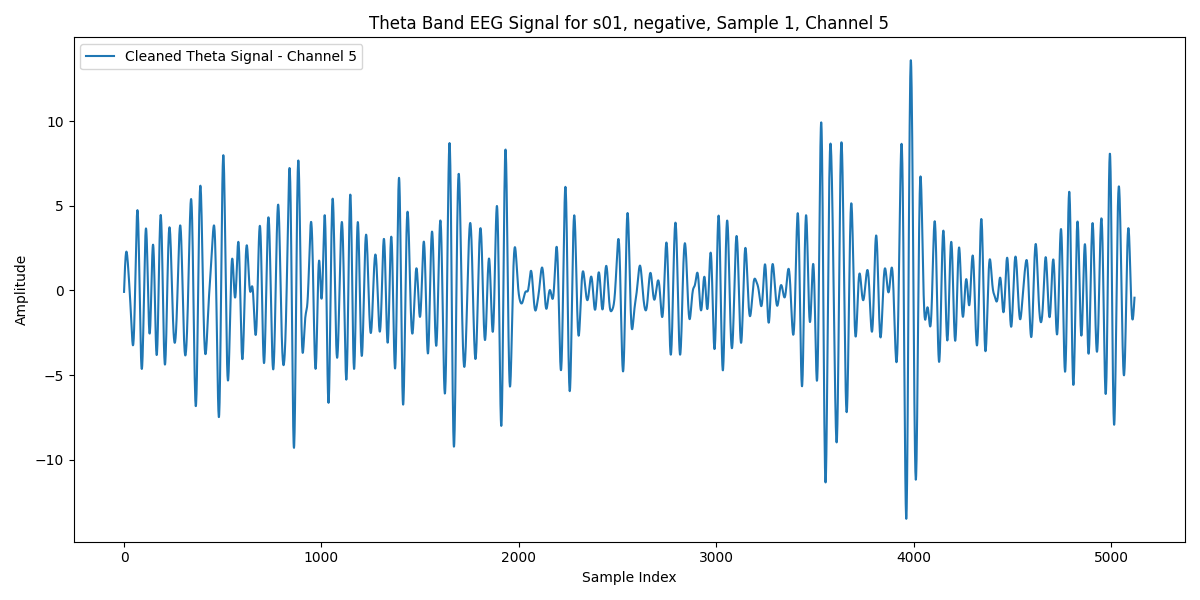 Theta Band EEG Signal for s01, negative, Sample 1, Channel 5
Cleaned Theta Signal - Channel 5
Amplitude
10
5
0
−5
−10
0 1000 2000 3000 4000 5000
Sample Index